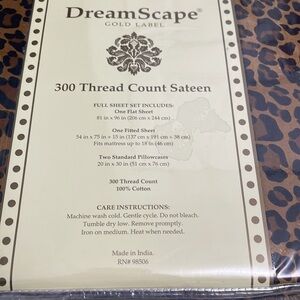 DreamScape®
GOLD LABEL
300 Thread Count Sateen
FULL SHEET SET INCLUDES:
One Flat Sheet
81 in x 96 in (206 cm x 244 cm)
One Fitted Sheet
54 in x 75 in + 15 in (137 cm x 191 cm + 38 cm)
Fits mattress up to 18 in (46 cm)
Two Standard Pillowcases
20 in x 30 in (51 cm x 76 cm)
300 Thread Count
100% Cotton
CARE INSTRUCTIONS:
Machine wash cold. Gentle cycle. Do not bleach.
Tumble dry low. Remove promptly.
Iron on medium. Heat when needed.
Made in India.
RN# 98506